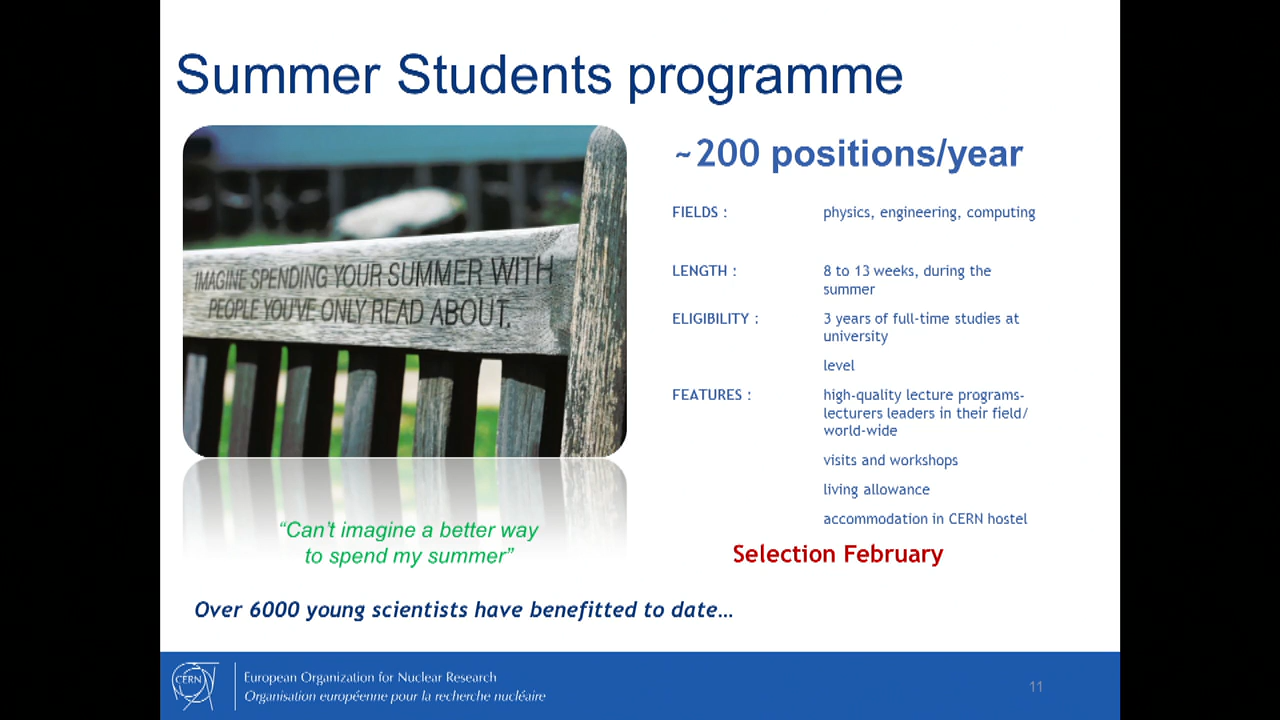 Summer Students programme
IMAGINE SPENDING YOUR SUMMER WITH
PEOPLE YOU'VE ONLY READ ABOUT.
~200 positions/year
FIELDS : physics, engineering, computing
LENGTH : 8 to 13 weeks, during the
summer
ELIGIBILITY : 3 years of full-time studies at
university
level
FEATURES : high-quality lecture programs-
lecturers leaders in their field/
world-wide
visits and workshops
living allowance
accommodation in CERN hostel
Selection February
“Can’t imagine a better way
to spend my summer”
Over 6000 young scientists have benefitted to date…
CERN
European Organization for Nuclear Research
Organisation européenne pour la recherche nucléaire
11